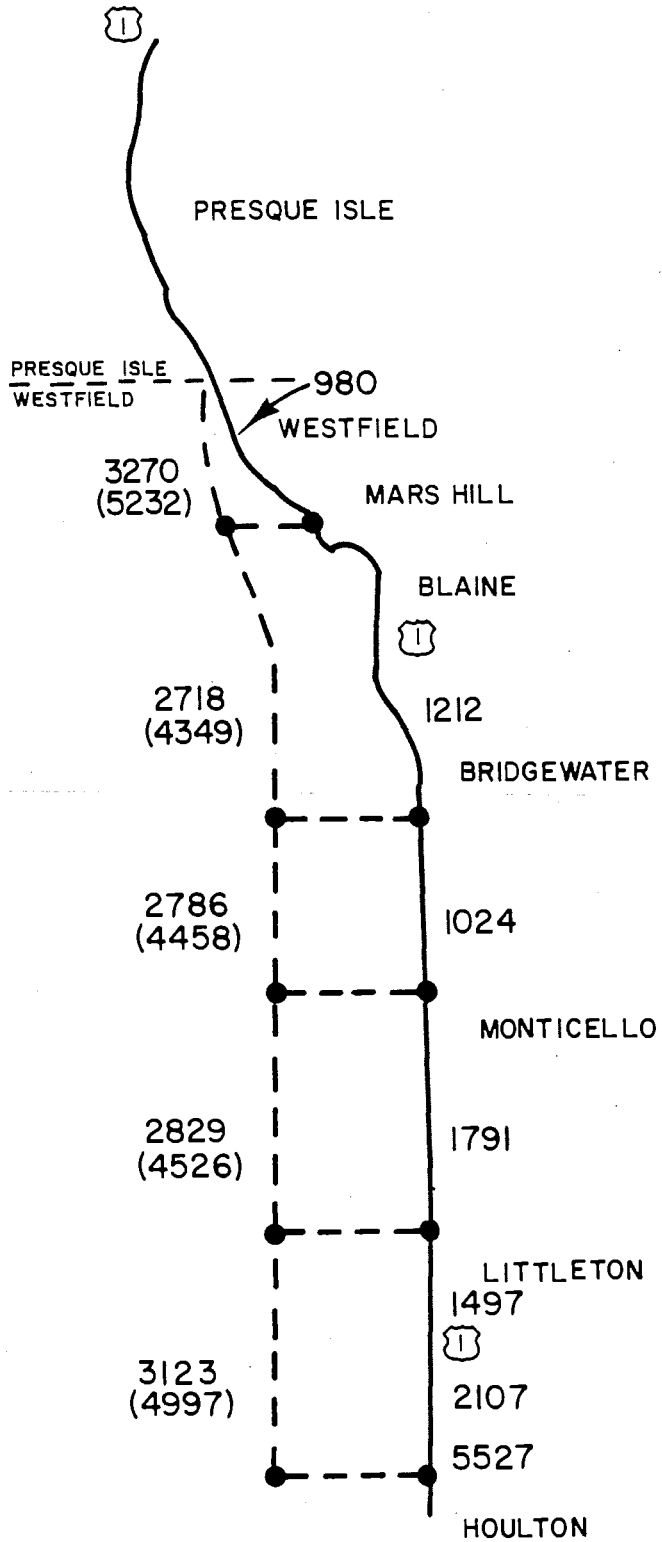 1
PRESQUE ISLE
PRESQUE ISLE
WESTFIELD
980
WESTFIELD
3270
(5232)
MARS HILL
BLAINE
1
2718
(4349)
1212
BRIDGEWATER
2786
(4458)
1024
MONTICELLO
2829
(4526)
1791
LITTLETON
1497
1
3123
(4997)
2107
5527
HOULTON